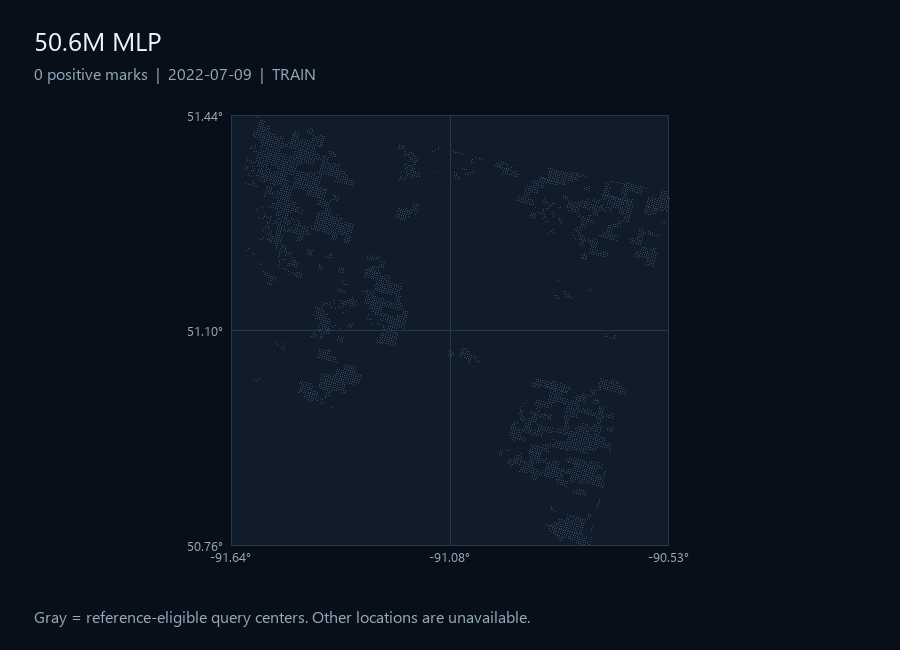 50.6M MLP
0 positive marks | 2022-07-09 | TRAIN
51.44°
51.10°
50.76°
-91.64°
-91.08°
-90.53°
Gray = reference-eligible query centers. Other locations are unavailable.